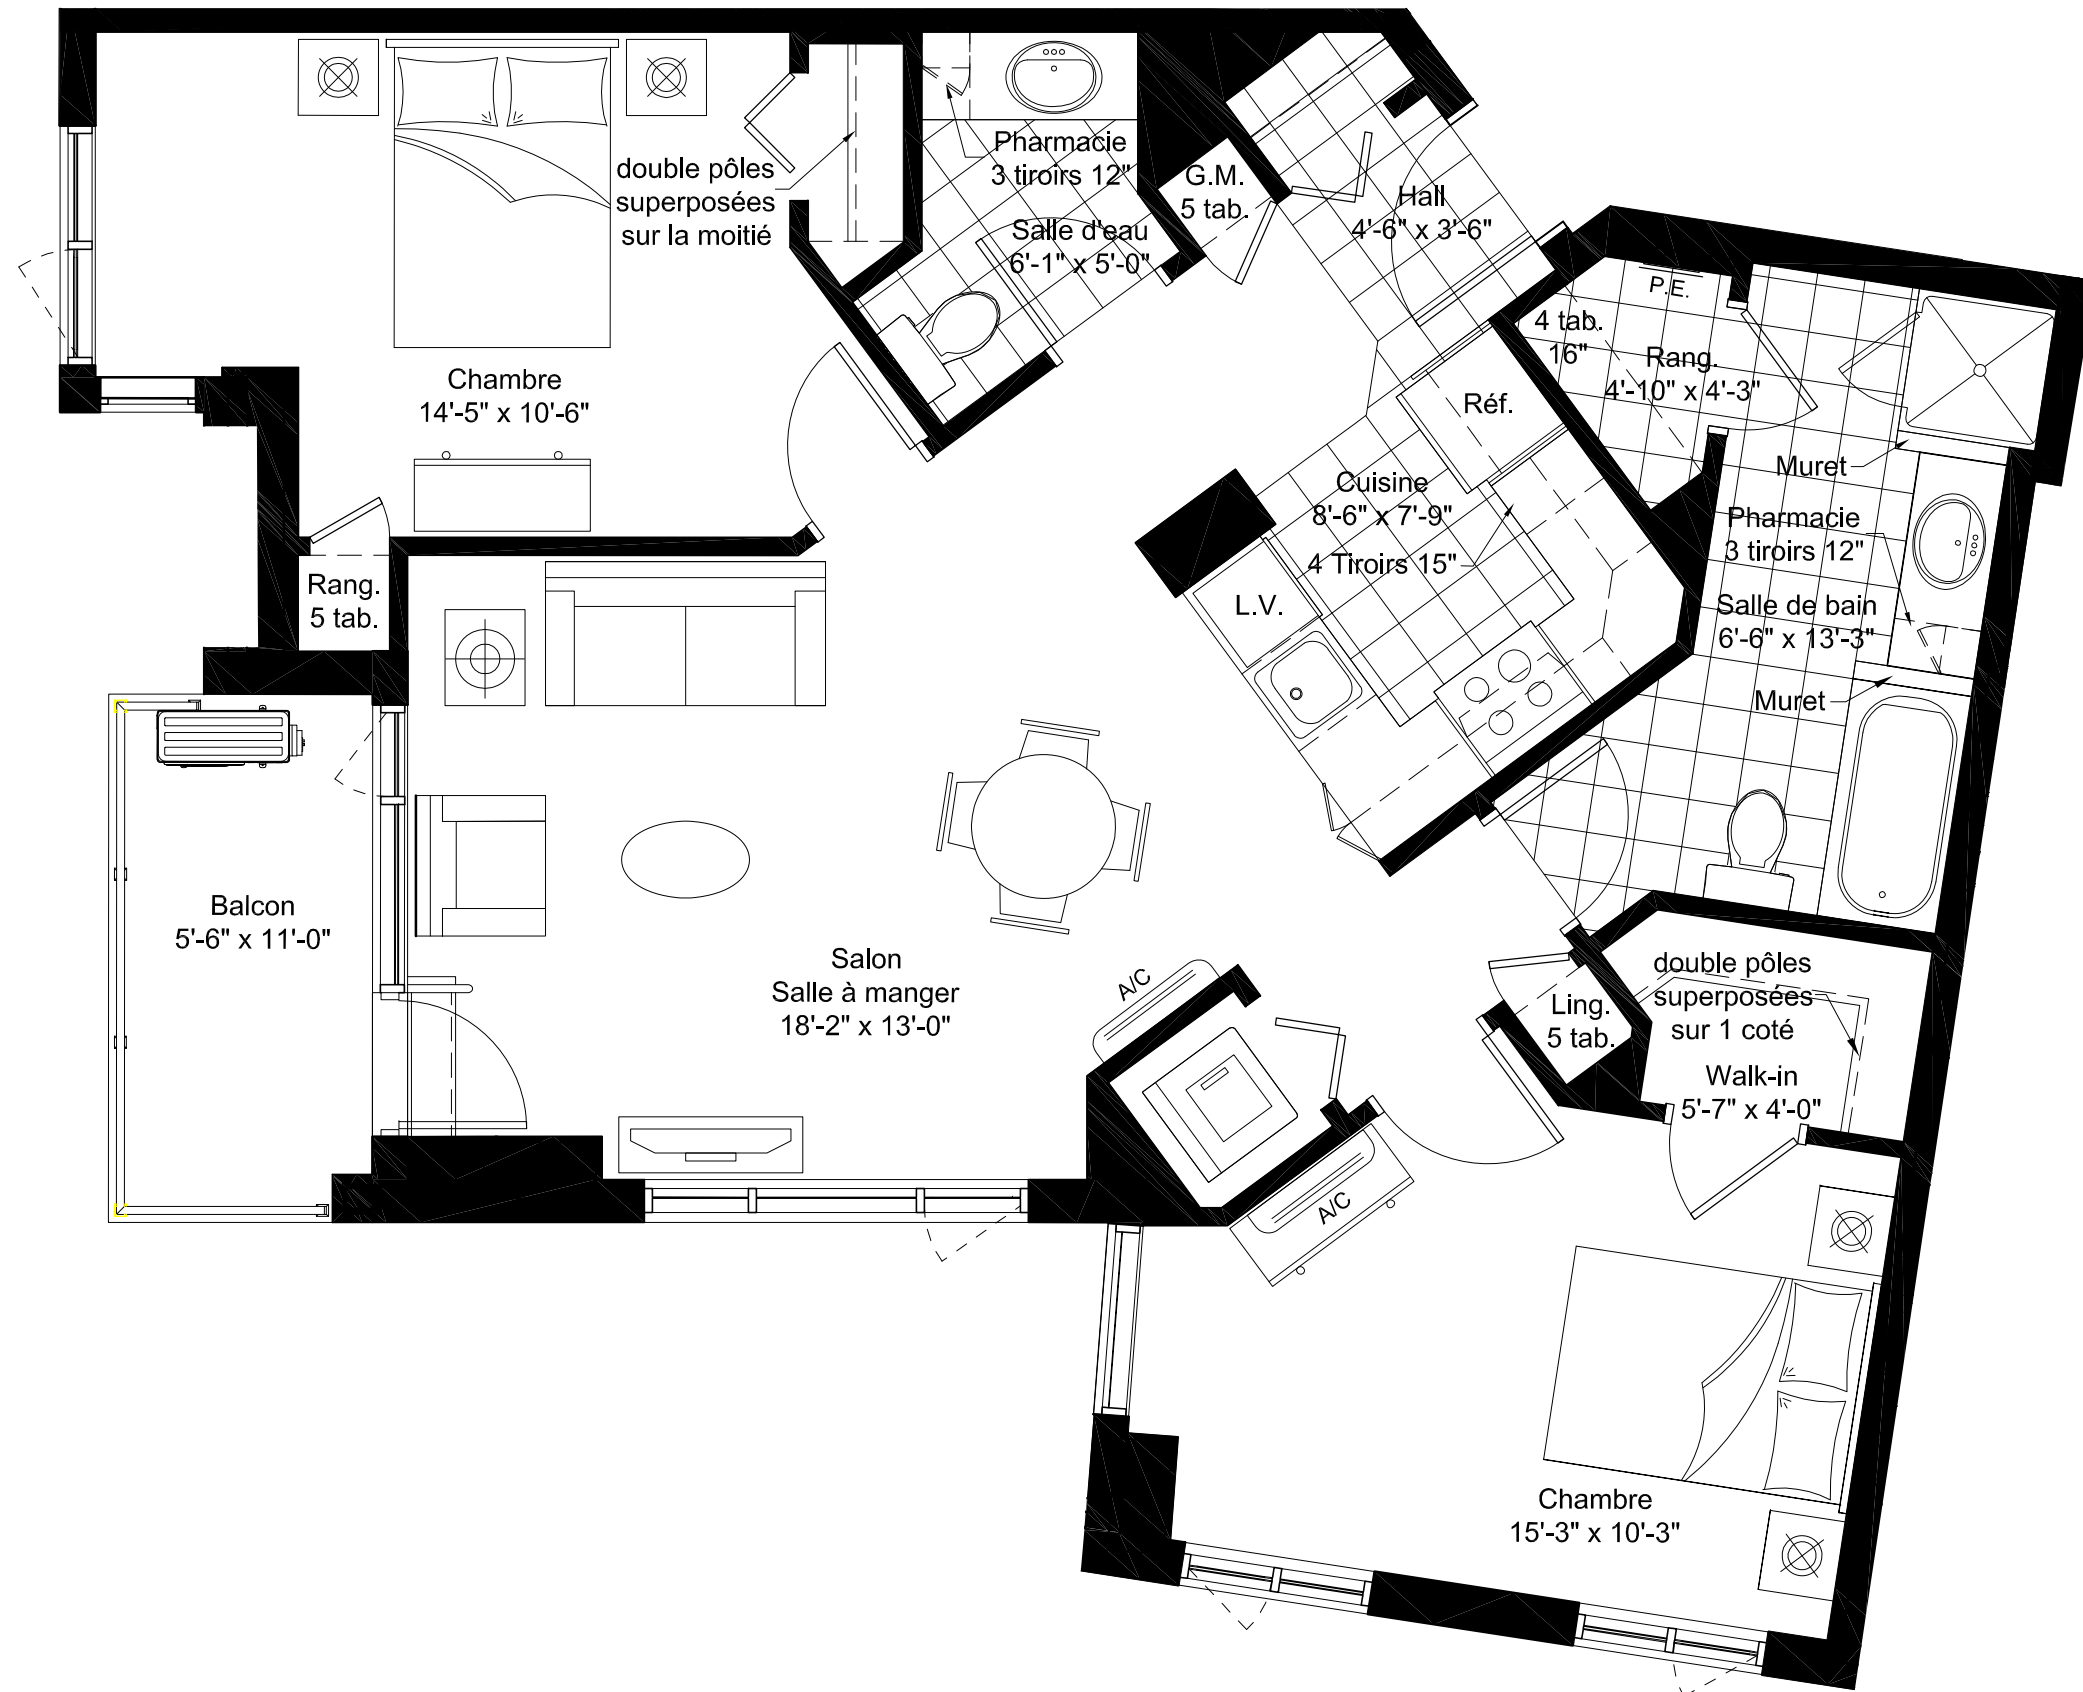 double pôles
superposées
sur la moitié
Pharmacie
3 tiroirs 12"
Salle d'eau
6'-1" x 5'-0"
G.M.
5 tab.
Hall
4'-6" x 3'-6"
P.E.
4 tab.
16"
Rang.
4'-10" x 4'-3"
Chambre
14'-5" x 10'-6"
Réf.
Muret
Cuisine
8'-6" x 7'-9"
4 Tiroirs 15"
Pharmacie
3 tiroirs 12"
Rang.
5 tab.
L.V.
Salle de bain
6'-6" x 13'-3"
Muret
Balcon
5'-6" x 11'-0"
Salon
Salle à manger
18'-2" x 13'-0"
A/C
Ling.
5 tab.
double pôles
superposées
sur 1 coté
Walk-in
5'-7" x 4'-0"
A/C
Chambre
15'-3" x 10'-3"